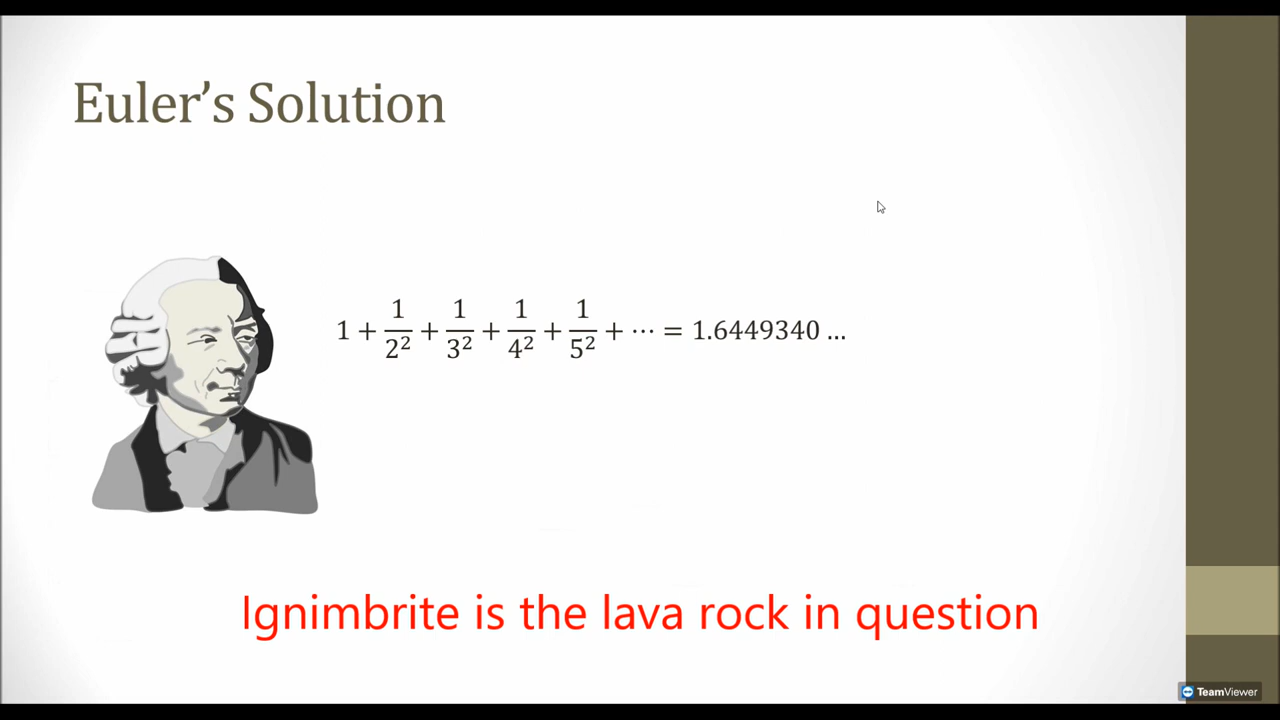 Euler’s Solution
1 + 1/2² + 1/3² + 1/4² + 1/5² + ⋯ = 1.6449340 ...
Ignimbrite is the lava rock in question
TeamViewer